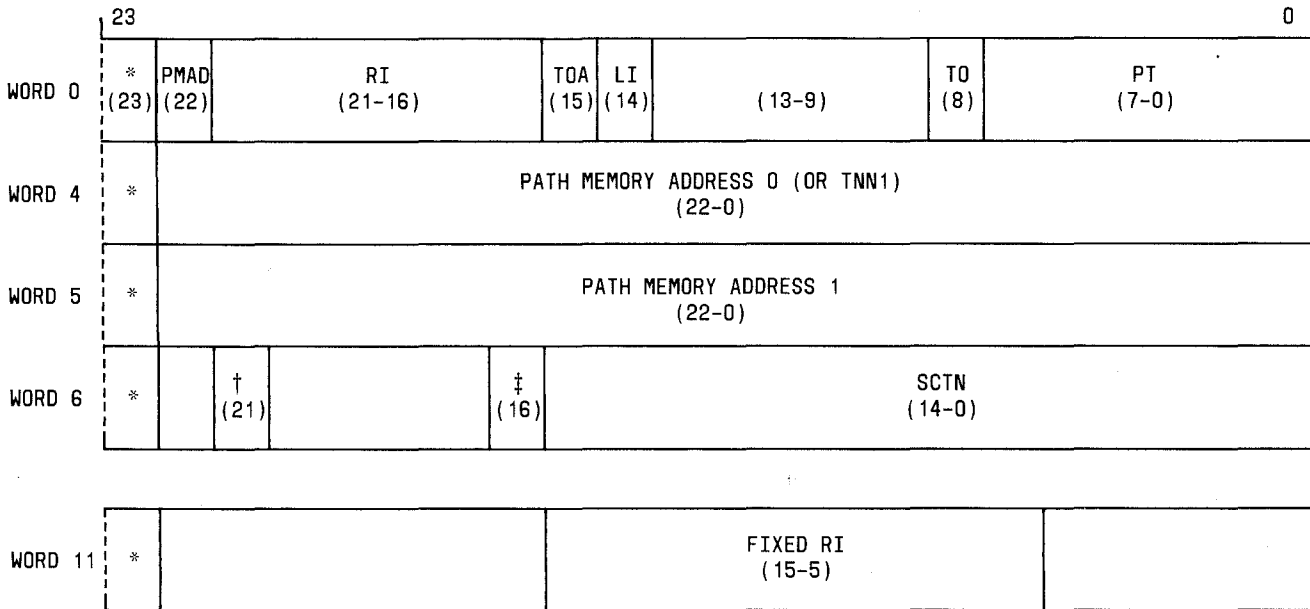 23 0
WORD 0 * PMAD RI TOA LI TO PT
(23) (22) (21-16) (15) (14) (13-9) (8) (7-0)
WORD 4 * PATH MEMORY ADDRESS 0 (OR TNN1)
(22-0)
WORD 5 * PATH MEMORY ADDRESS 1
(22-0)
WORD 6 * † ‡ SCTN
(21) (16) (14-0)
WORD 11 * FIXED RI
(15-5)